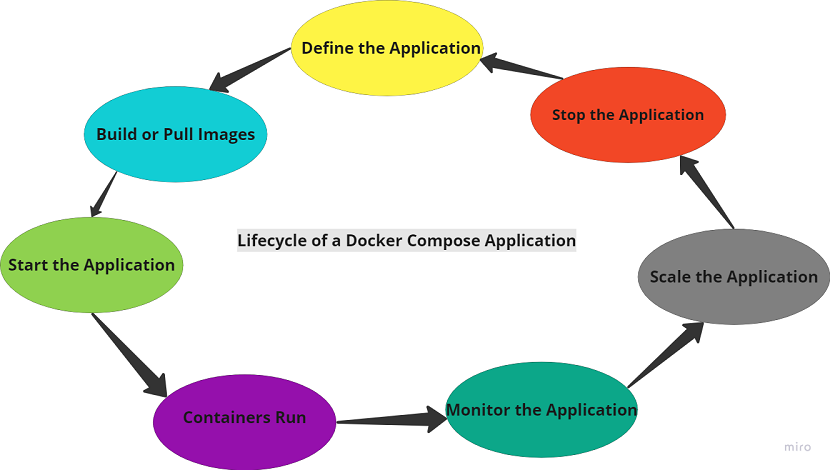 Define the Application
Stop the Application
Build or Pull Images
Lifecycle of a Docker Compose Application
Start the Application
Scale the Application
Containers Run
Monitor the Application
miro